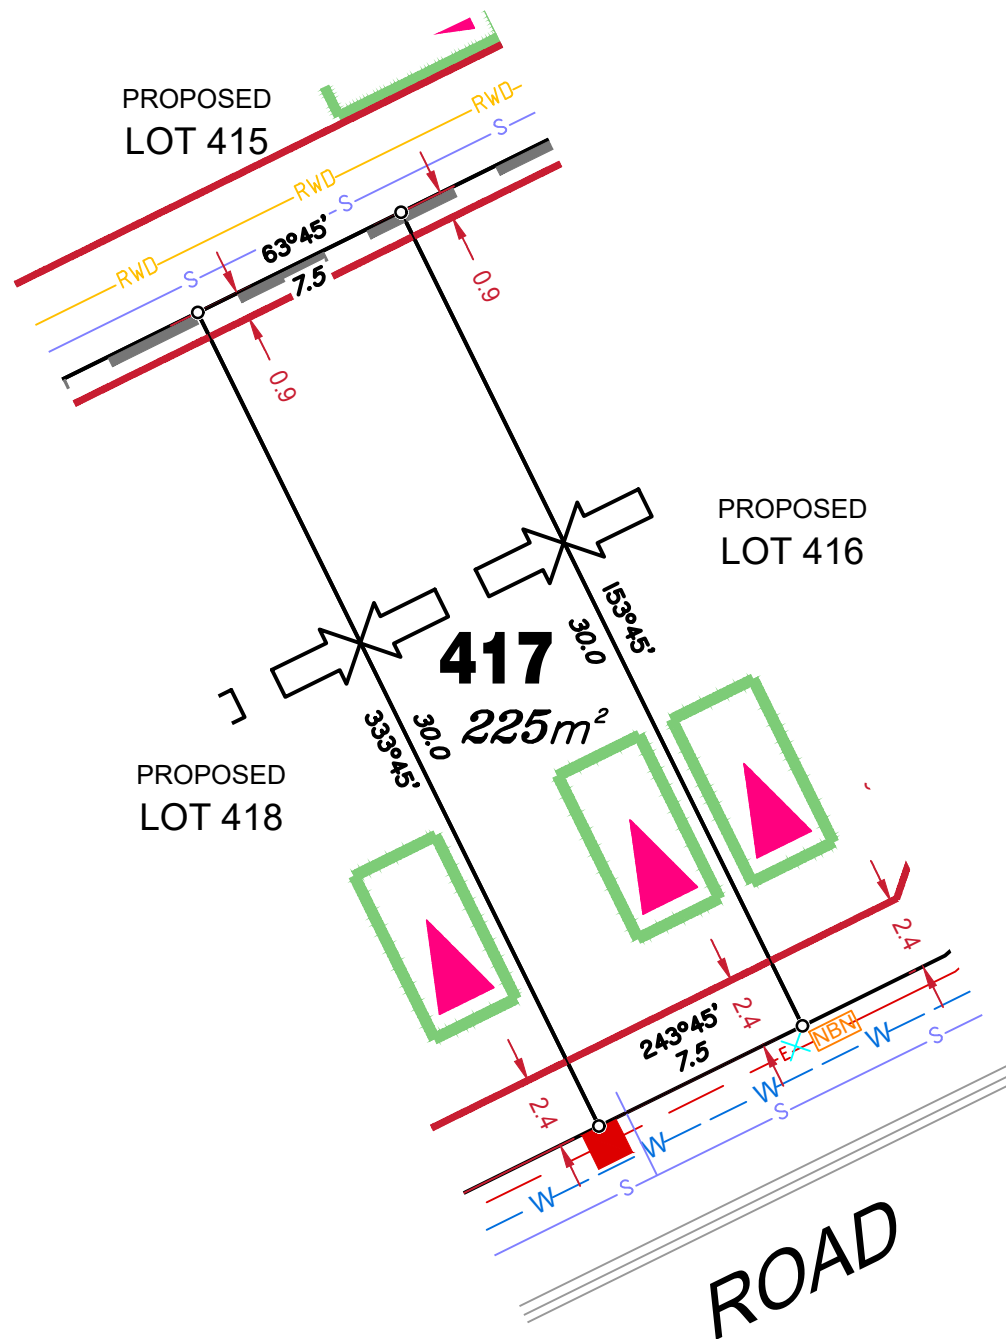 PROPOSED
LOT 415
RWD
RWD
RWD
S
S
S
63°45'
7.5
0.9
0.9
PROPOSED
LOT 416
153°45'
30.0
417
225m²
333°45'
30.0
PROPOSED
LOT 418
2.4
2.4
2.4
243°45'
7.5
E
NBN
W
W
W
W
S
S
S
ROAD